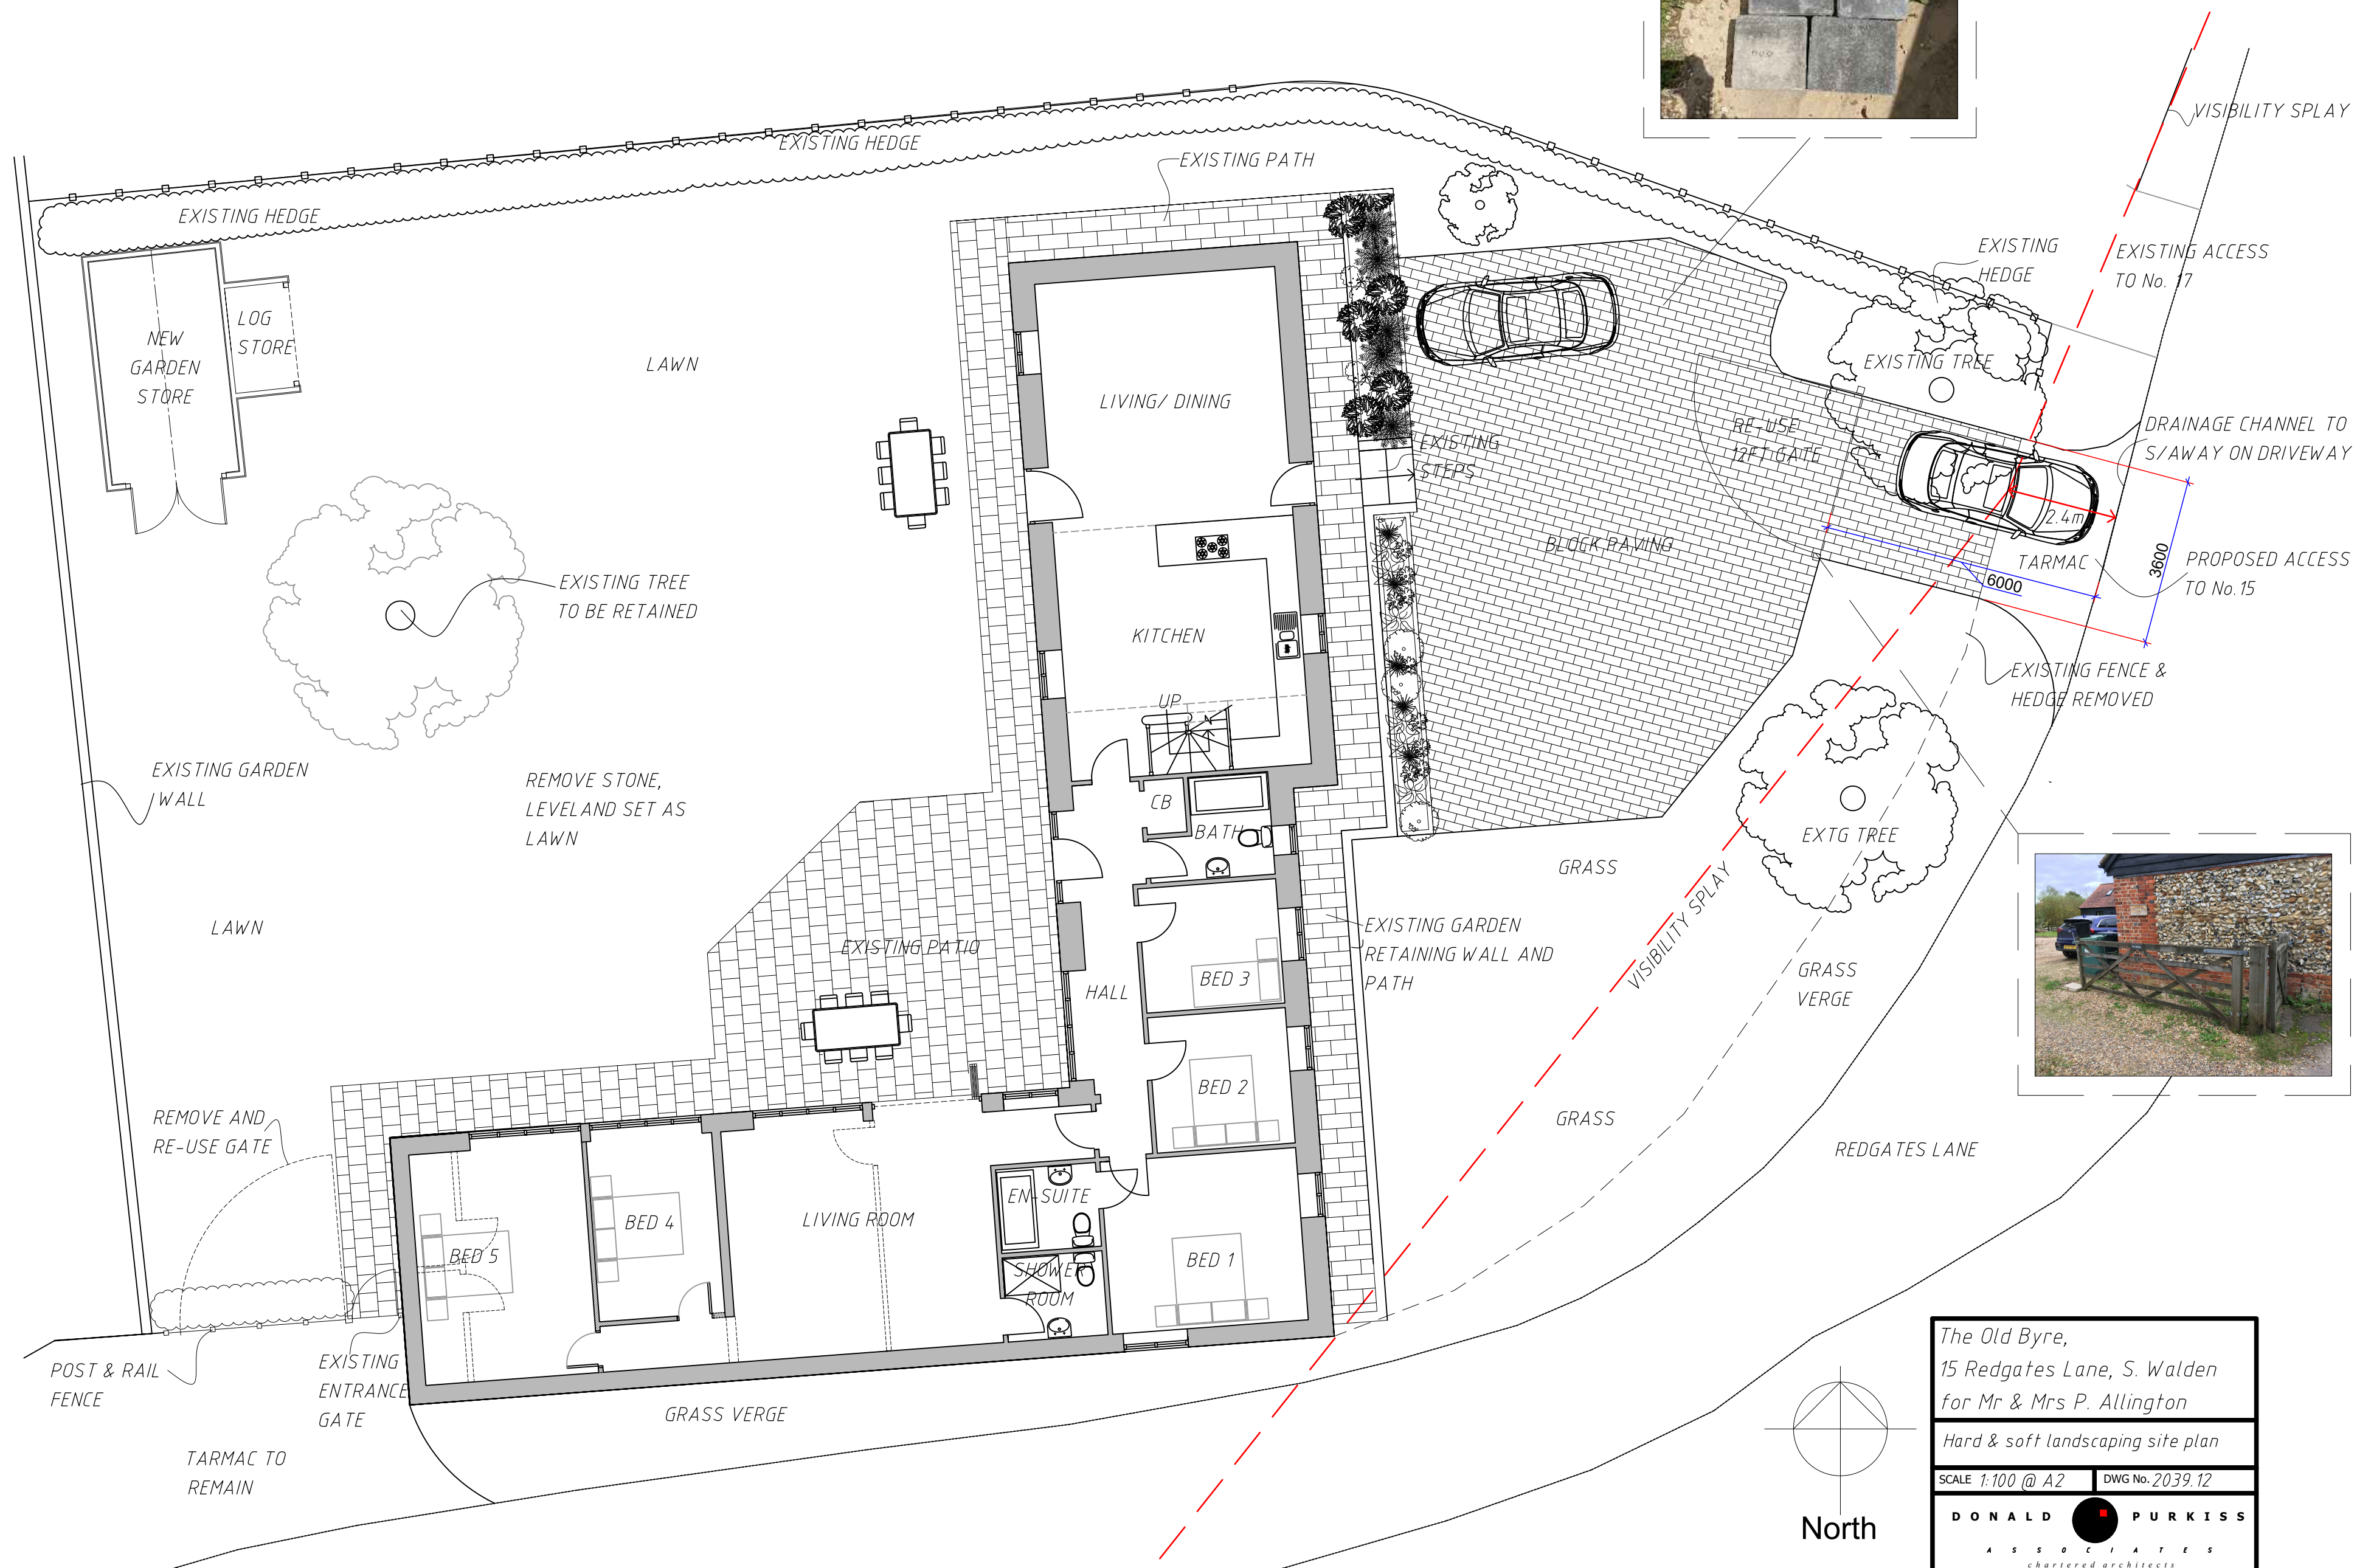 VISIBILITY SPLAY
EXISTING HEDGE
EXISTING PATH
EXISTING HEDGE
EXISTING
HEDGE
EXISTING ACCESS
TO No. 17
NEW
GARDEN
STORE
LOG
STORE
LAWN
LIVING/ DINING
EXISTING TREE
RE-USE
12FT GATE
EXISTING
STEPS
DRAINAGE CHANNEL TO
S/AWAY ON DRIVEWAY
2.4m
BLOCK PAVING
TARMAC
3600
6000
PROPOSED ACCESS
TO No.15
EXISTING TREE
TO BE RETAINED
KITCHEN
UP
EXISTING FENCE &
HEDGE REMOVED
EXISTING GARDEN
WALL
REMOVE STONE,
LEVELAND SET AS
LAWN
CB
BATH
EXTG TREE
GRASS
VISIBILITY SPLAY
LAWN
EXISTING PATIO
EXISTING GARDEN
RETAINING WALL AND
PATH
HALL
BED 3
GRASS
VERGE
BED 2
GRASS
REDGATES LANE
REMOVE AND
RE-USE GATE
EN-SUITE
BED 4
LIVING ROOM
BED 5
BED 1
SHOWER
ROOM
POST & RAIL
FENCE
EXISTING
ENTRANCE
GATE
GRASS VERGE
TARMAC TO
REMAIN
North
The Old Byre,
15 Redgates Lane, S. Walden
for Mr & Mrs P. Allington
Hard & soft landscaping site plan
SCALE 1:100 @ A2 DWG No. 2039.12
DONALD PURKISS
ASSOCIATES
chartered architects